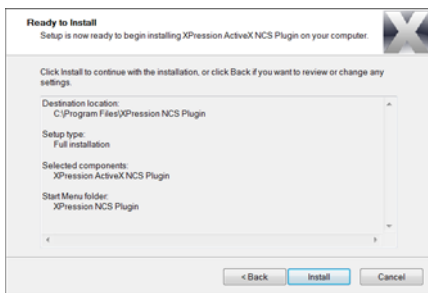 Ready to Install
Setup is now ready to begin installing XPression ActiveX NCS Plugin on your computer.
Click Install to continue with the installation, or click Back if you want to review or change any
settings.
Destination location:
C:\Program Files\XPression NCS Plugin
Setup type:
Full installation
Selected components:
XPression ActiveX NCS Plugin
Start Menu folder:
XPression NCS Plugin
< Back
Install
Cancel